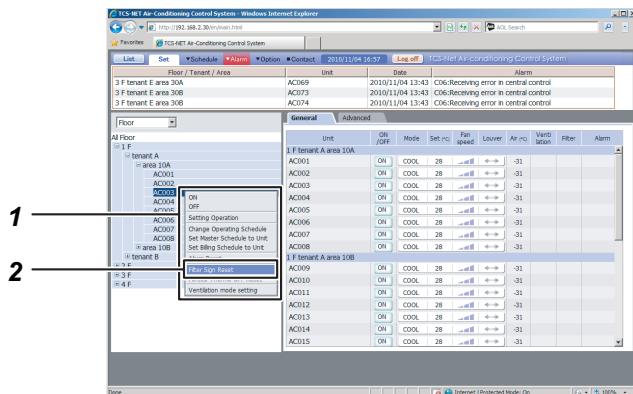 TCS-NET Air-Conditioning Control System - Windows Internet Explorer
http://192.168.2.30/en/main.html
AOL Search
Favorites TCS-NET Air-Conditioning Control System
List Set ▼Schedule ▼Alarm ▼Option ■Contact 2010/11/04 16:57 Log off TCS-Net Air-Conditioning Control System
Floor / Tenant / Area Unit Date Alarm
3 F tenant E area 30A AC069 2010/11/04 13:43 C06:Receiving error in central control
3 F tenant E area 30B AC073 2010/11/04 13:43 C06:Receiving error in central control
3 F tenant E area 30B AC074 2010/11/04 13:43 C06:Receiving error in central control
Floor
All Floor
1 F
tenant A
area 10A
AC001
AC002
AC003
AC004
AC005
AC006
AC007
AC008
area 10B
tenant B
2 F
3 F
4 F
1
2
ON
OFF
Setting Operation
Change Operating Schedule
Set Master Schedule to Unit
Set Billing Schedule to Unit
Filter Sign Reset
Ventilation mode setting
General Advanced
Unit ON /OFF Mode Set (°C) Fan speed Louver Air (°C) Venti lation Filter Alarm
1 F tenant A area 10A
AC001 ON COOL 28 -31
AC002 ON COOL 28 -31
AC003 ON COOL 28 -31
AC004 ON COOL 28 -31
AC005 ON COOL 28 -31
AC006 ON COOL 28 -31
AC007 ON COOL 28 -31
AC008 ON COOL 28 -31
1 F tenant A area 10B
AC009 ON COOL 28 -31
AC010 ON COOL 28 -31
AC011 ON COOL 28 -31
AC012 ON COOL 28 -31
AC013 ON COOL 28 -31
AC014 ON COOL 28 -31
AC015 ON COOL 28 -31
Done Internet | Protected Mode: On 100%